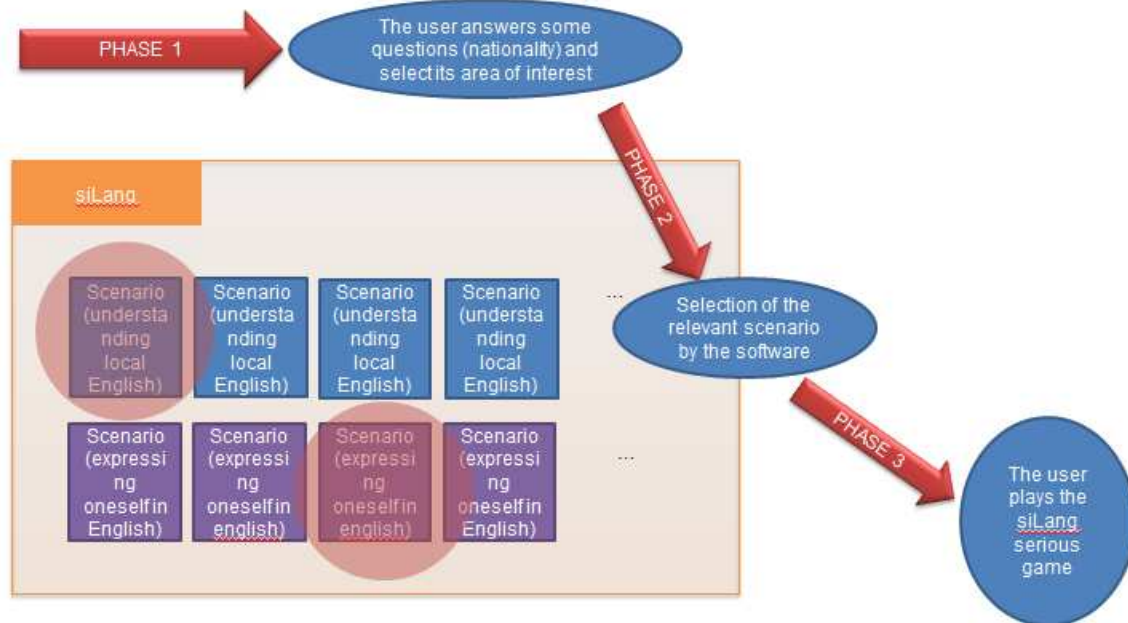 PHASE 1
The user answers some
questions (nationality) and
select its area of interest
PHASE 2
siLang
Scenario
(understa
nding
local
English)
Scenario
(understa
nding
local
English)
Scenario
(understa
nding
local
English)
Scenario
(understa
nding
local
English)
...
Selection of the
relevant scenario
by the software
Scenario
(expressi
ng
oneself in
English)
Scenario
(expressi
ng
oneself in
english)
Scenario
(expressi
ng
oneself in
english)
Scenario
(expressi
ng
oneself in
English)
...
PHASE 3
The user
plays the
siLang
serious
game